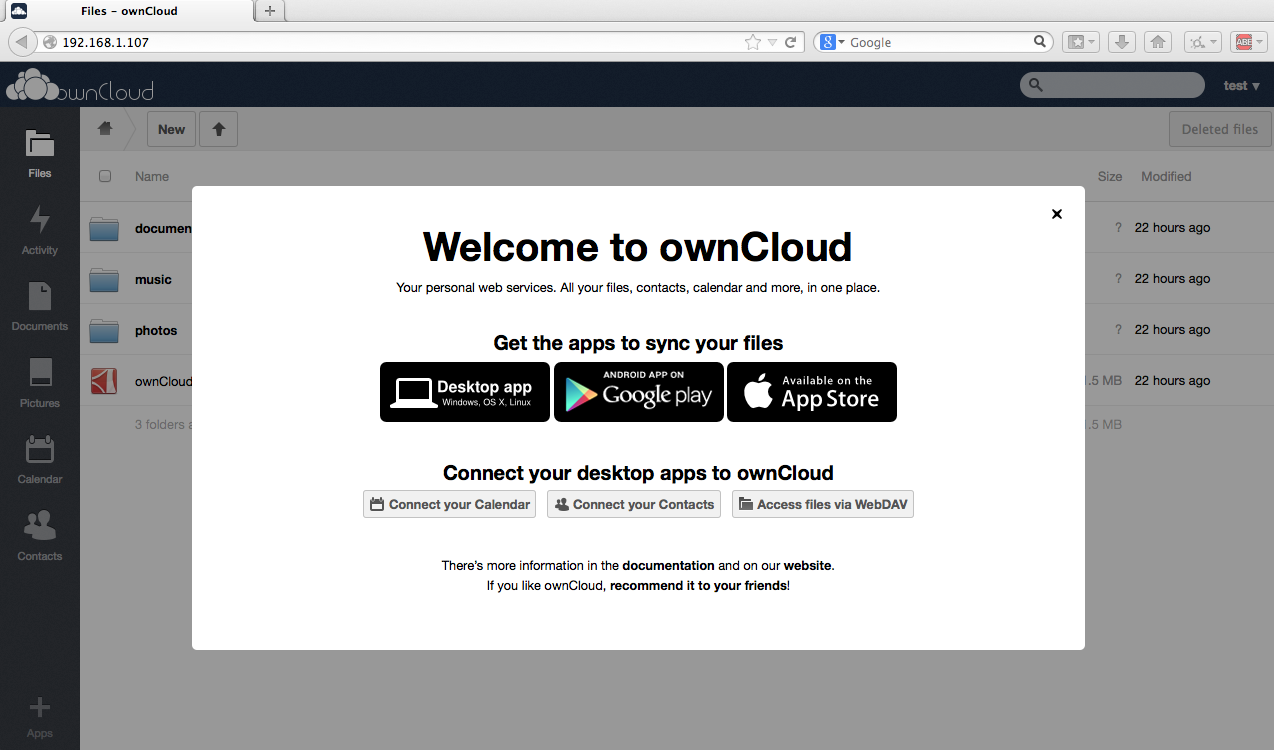 Files - ownCloud
192.168.1.107
Google
ownCloud
test
Files
Activity
Documents
Pictures
Calendar
Contacts
Apps
New
Deleted files
Name
Size
Modified
documen
?
22 hours ago
music
?
22 hours ago
photos
?
22 hours ago
ownCloud
.5 MB
22 hours ago
3 folders a
.5 MB
Welcome to ownCloud
Your personal web services. All your files, contacts, calendar and more, in one place.
Get the apps to sync your files
Desktop app
Windows, OS X, Linux
ANDROID APP ON
Google play
Available on the
App Store
Connect your desktop apps to ownCloud
Connect your Calendar
Connect your Contacts
Access files via WebDAV
There's more information in the documentation and on our website.
If you like ownCloud, recommend it to your friends!